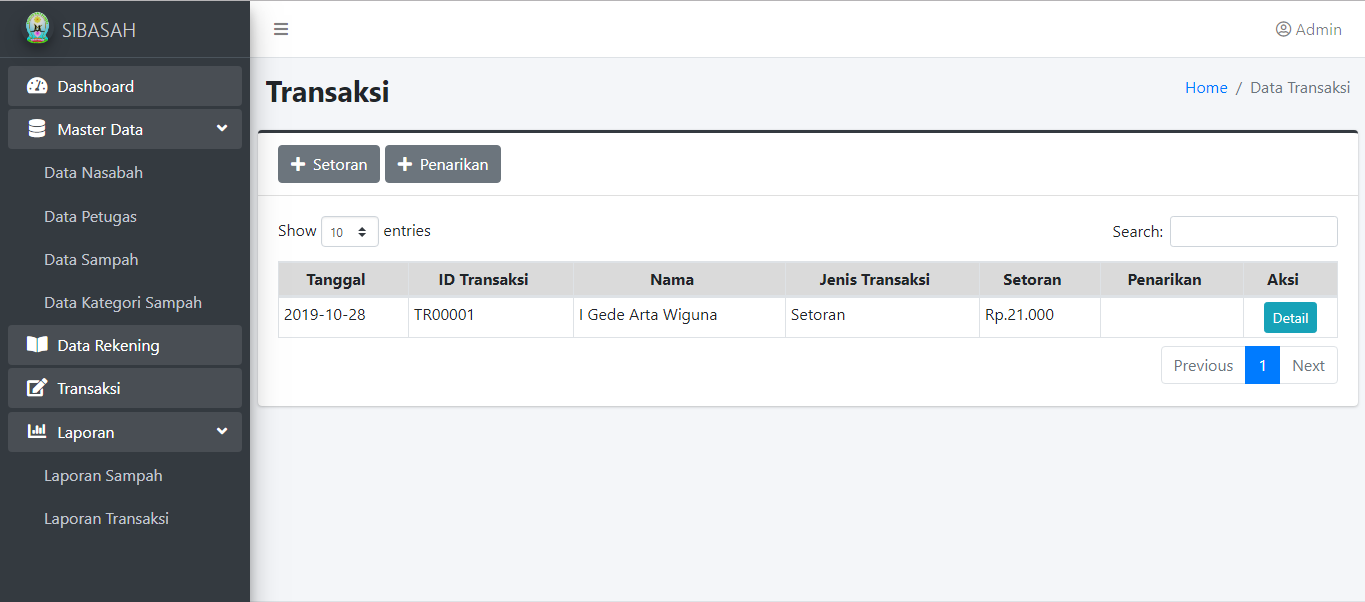 SIBASAH
Dashboard
Master Data
Data Nasabah
Data Petugas
Data Sampah
Data Kategori Sampah
Data Rekening
Transaksi
Laporan
Laporan Sampah
Laporan Transaksi
Admin
Transaksi
Home / Data Transaksi
Setoran Penarikan
Show 10 entries Search:
Tanggal ID Transaksi Nama Jenis Transaksi Setoran Penarikan Aksi
2019-10-28 TR00001 I Gede Arta Wiguna Setoran Rp.21.000 Detail
Previous 1 Next